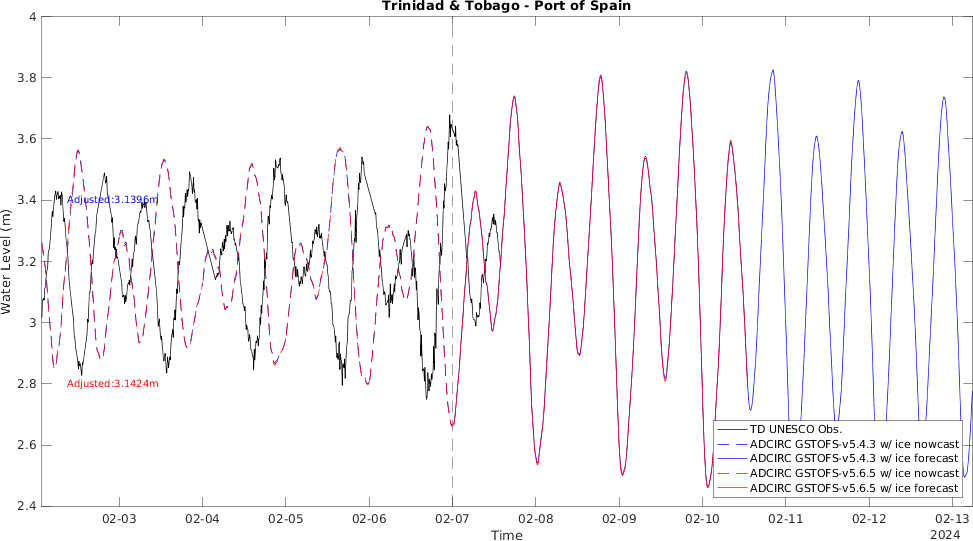 Trinidad & Tobago - Port of Spain
4
3.8
3.6
3.4
3.2
3
2.8
2.6
2.4
Water Level (m)
Adjusted:3.1396m
Adjusted:3.1424m
TD UNESCO Obs.
ADCIRC GSTOFS-v5.4.3 w/ ice nowcast
ADCIRC GSTOFS-v5.4.3 w/ ice forecast
ADCIRC GSTOFS-v5.6.5 w/ ice nowcast
ADCIRC GSTOFS-v5.6.5 w/ ice forecast
02-03 02-04 02-05 02-06 02-07 02-08 02-09 02-10 02-11 02-12 02-13
Time
2024